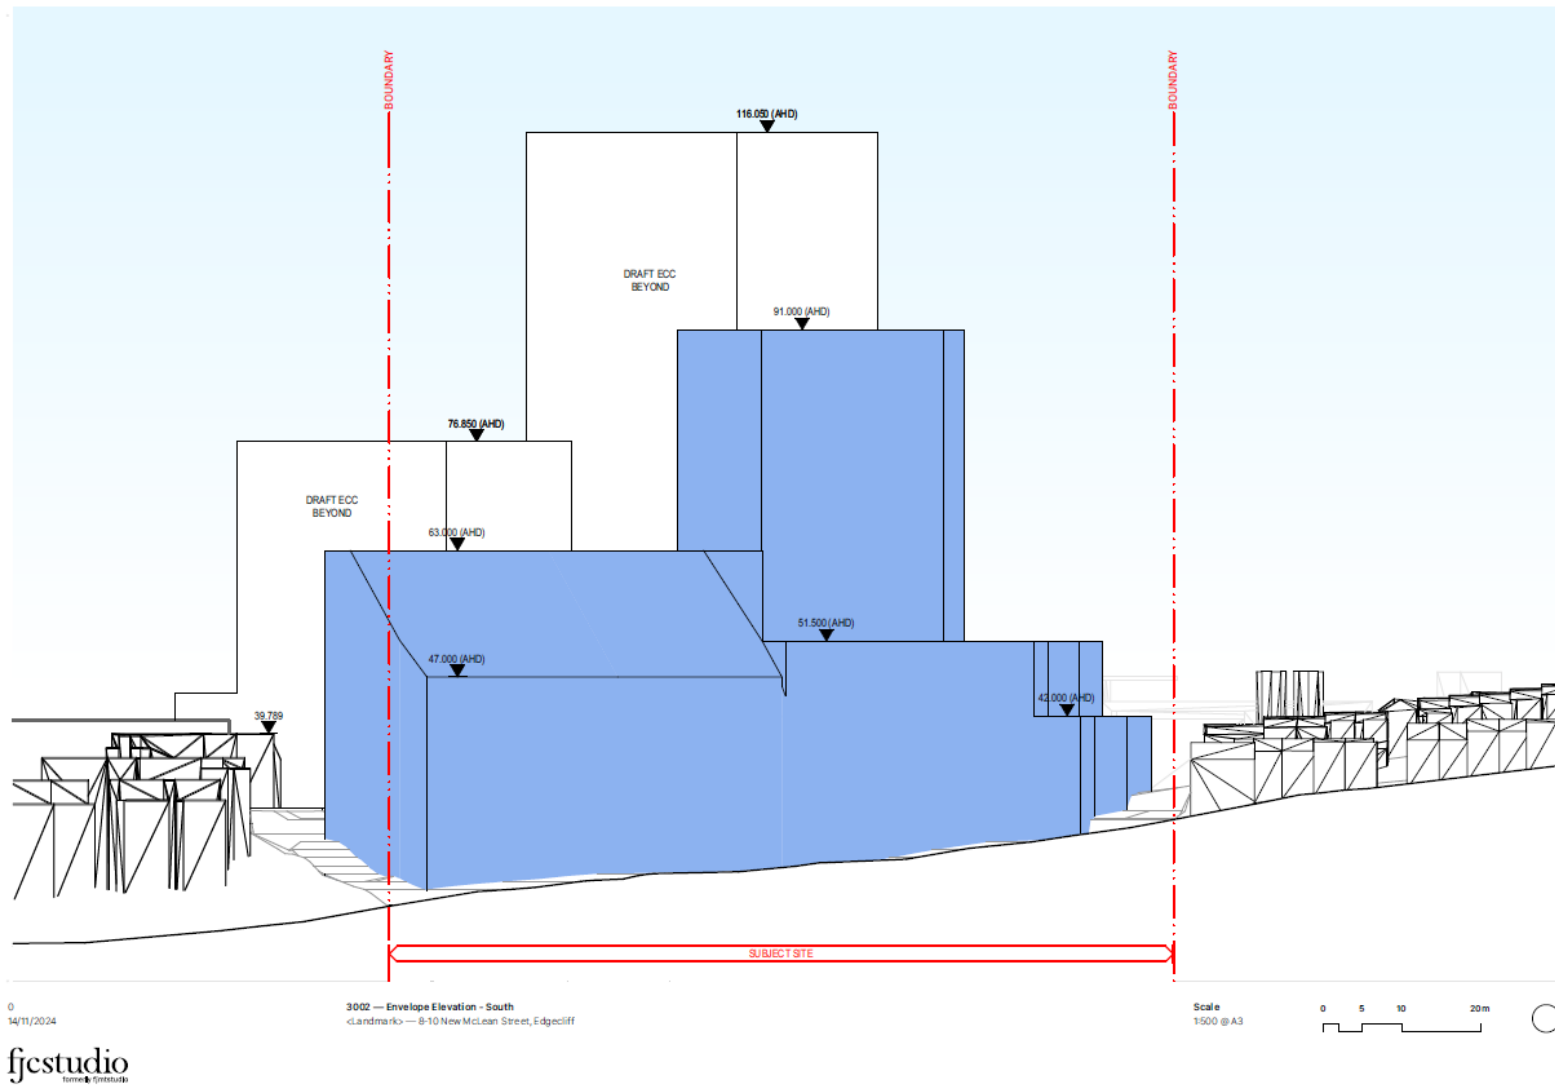 BOUNDARY
BOUNDARY
116.050 (AHD)
DRAFT ECC
BEYOND
91.000 (AHD)
76.850 (AHD)
DRAFT ECC
BEYOND
63.000 (AHD)
51.500 (AHD)
47.000 (AHD)
42.000 (AHD)
39.789
SUBJECT SITE
0
14/11/2024
3002 — Envelope Elevation - South
<Landmark> — 8-10 New McLean Street, Edgecliff
Scale
1:500 @ A3
0 5 10 20m
fjcstudio
formerly fjmtstudio